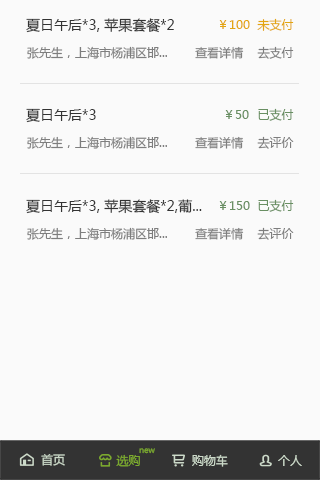 夏日午后*3, 苹果套餐*2 ￥100 未支付
张先生，上海市杨浦区邯... 查看详情 去支付
夏日午后*3 ￥50 已支付
张先生，上海市杨浦区邯... 查看详情 去评价
夏日午后*3, 苹果套餐*2,葡... ￥150 已支付
张先生，上海市杨浦区邯... 查看详情 去评价
首页 选购 new 购物车 个人